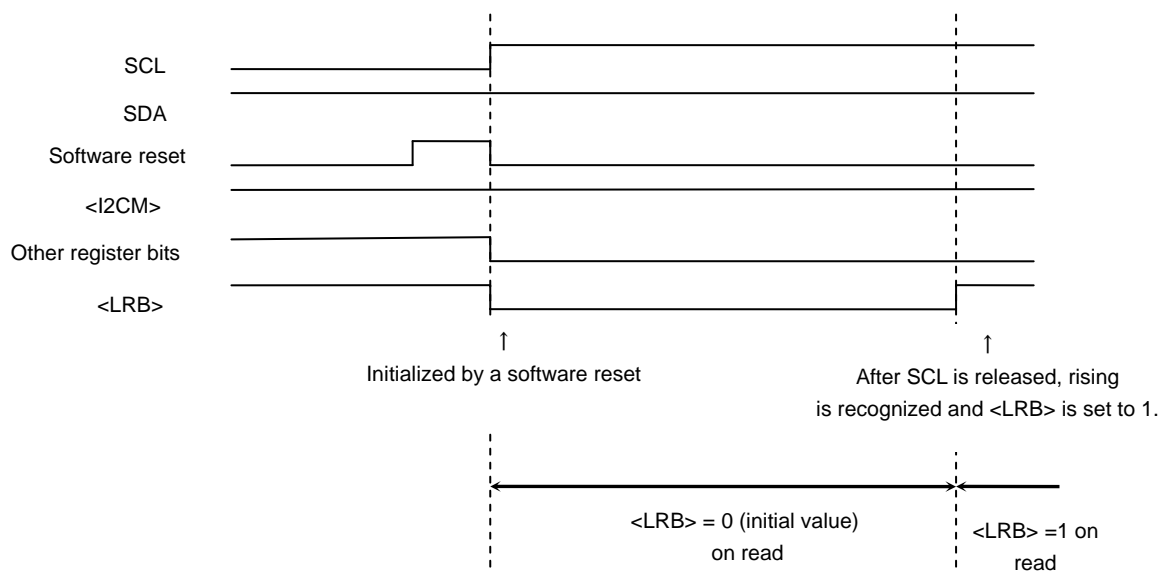 SCL
SDA
Software reset
<I2CM>
Other register bits
<LRB>
↑
Initialized by a software reset
↑
After SCL is released, rising
is recognized and <LRB> is set to 1.
<LRB> = 0 (initial value)
on read
<LRB> =1 on
read